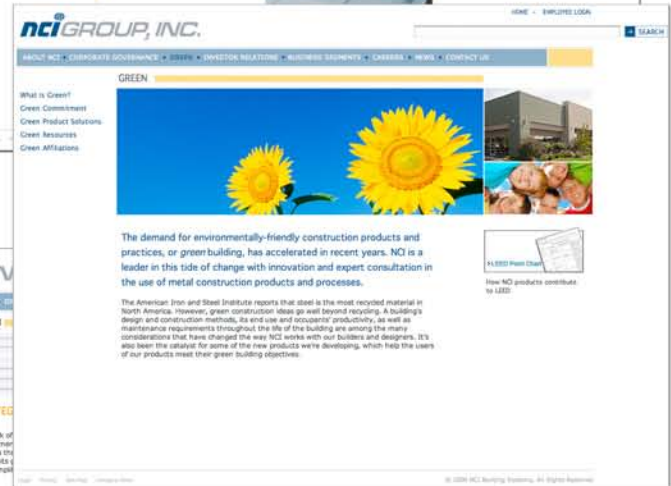 HOME • EMPLOYEE LOGIN
nci GROUP, INC.
SEARCH
ABOUT NCI • CORPORATE GOVERNANCE • GREEN • INVESTOR RELATIONS • BUSINESS SEGMENTS • CAREERS • NEWS • CONTACT US
GREEN
What is Green?
Green Commitment
Green Product Solutions
Green Resources
Green Affiliations
The demand for environmentally-friendly construction products and
practices, or green building, has accelerated in recent years. NCI is a
leader in this tide of change with innovation and expert consultation in
the use of metal construction products and processes.
The American Iron and Steel Institute reports that steel is the most recycled material in
North America. However, green construction ideas go well beyond recycling. A building's
design and construction methods, its end use and occupants' productivity, as well as
maintenance requirements throughout the life of the building are among the many
considerations that have changed the way NCI works with our builders and designers. It's
also been the catalyst for some of the new products we're developing, which help the users
of our products meet their green building objectives.
LEED Point Chart
How NCI products contribute
to LEED
NCI Building Systems, All Rights Reserved